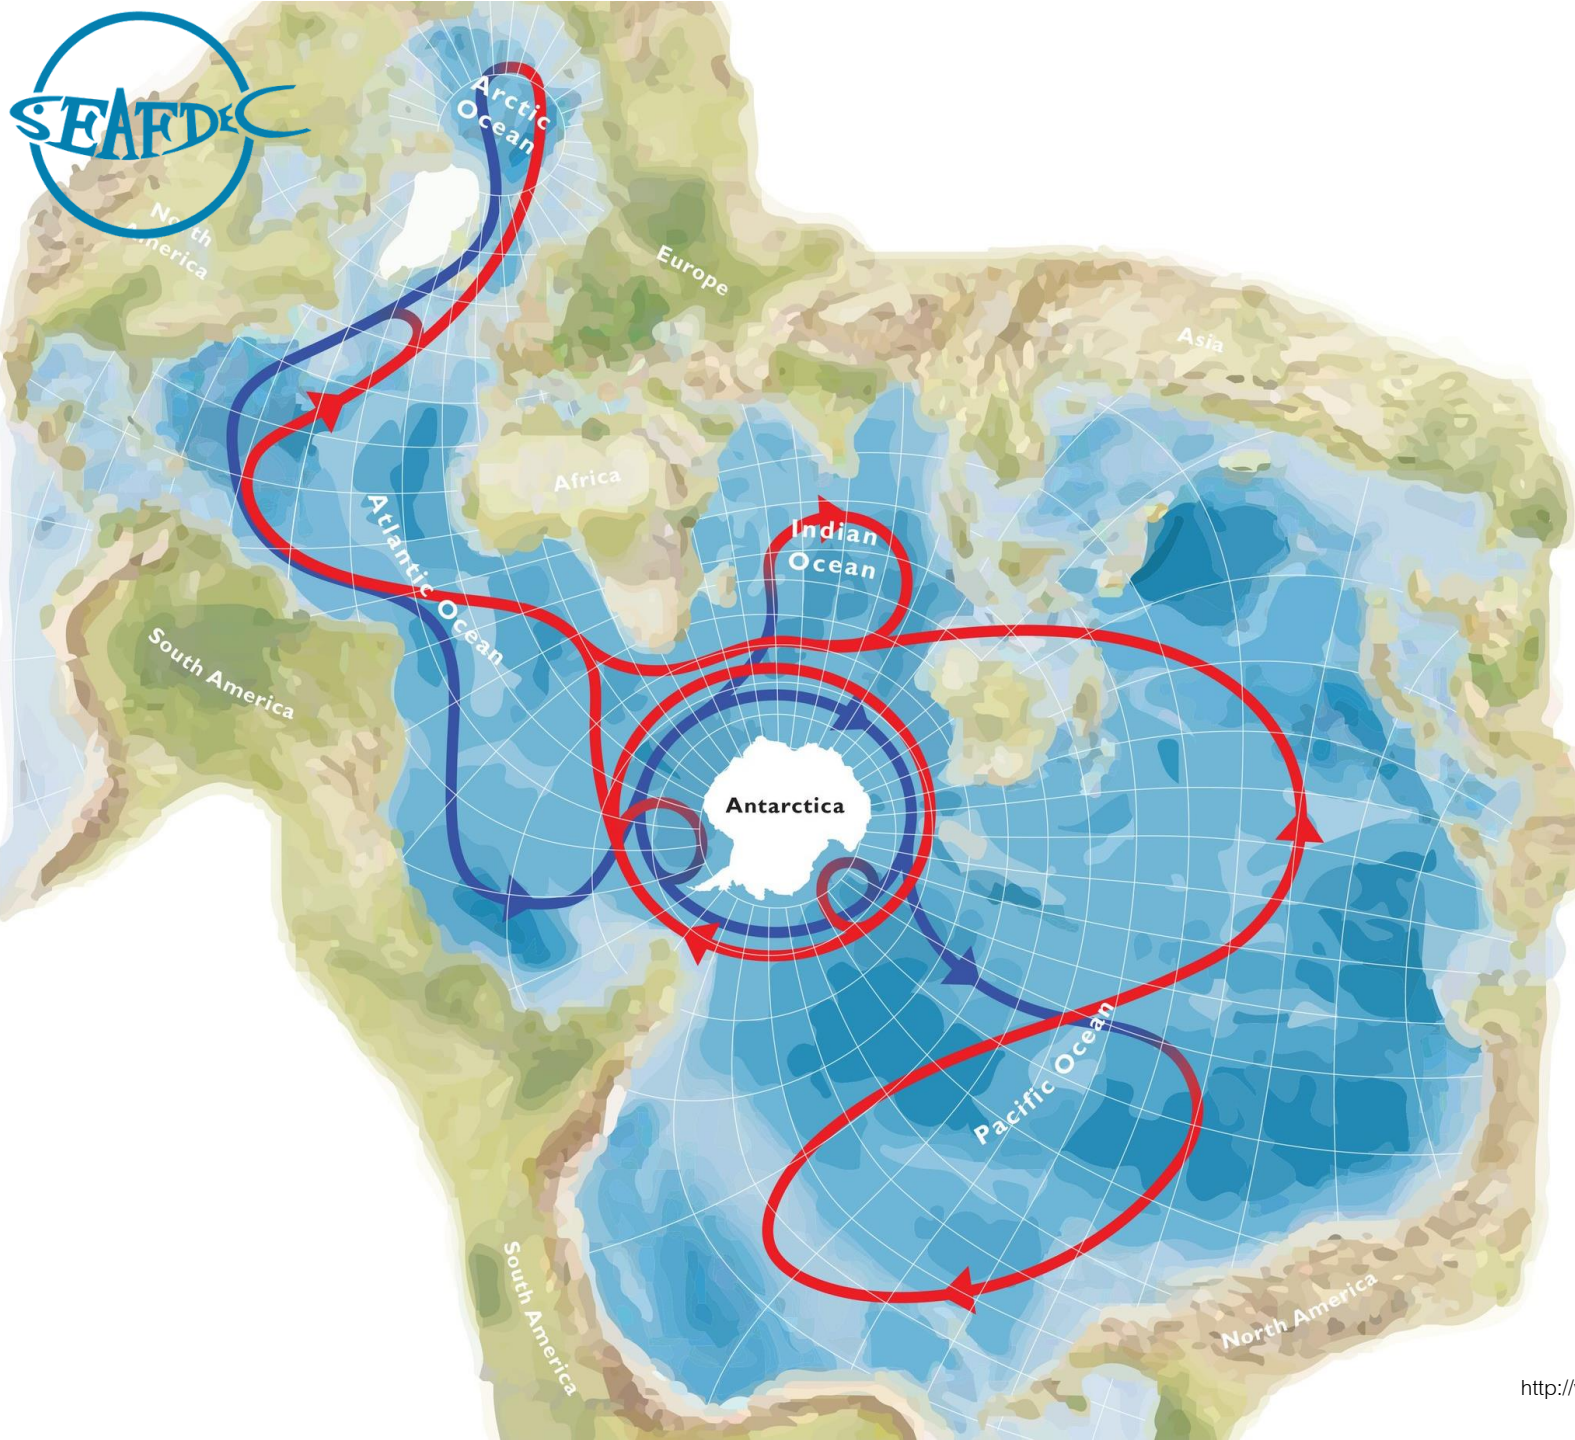 SEAFDEC
Arctic
Ocean
North
America
Europe
Asia
Africa
Atlantic Ocean
Indian
Ocean
South America
Antarctica
Pacific Ocean
South America
North America
http://